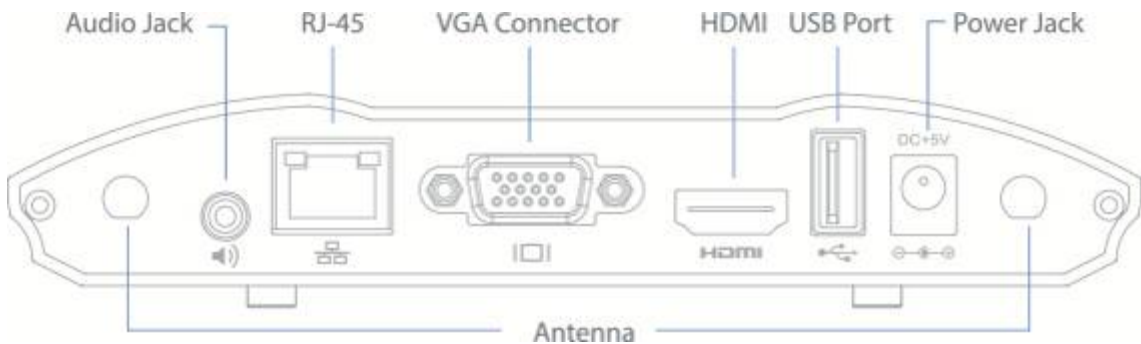 Audio Jack RJ-45 VGA Connector HDMI USB Port Power Jack
DC+5V
HDMI
Antenna